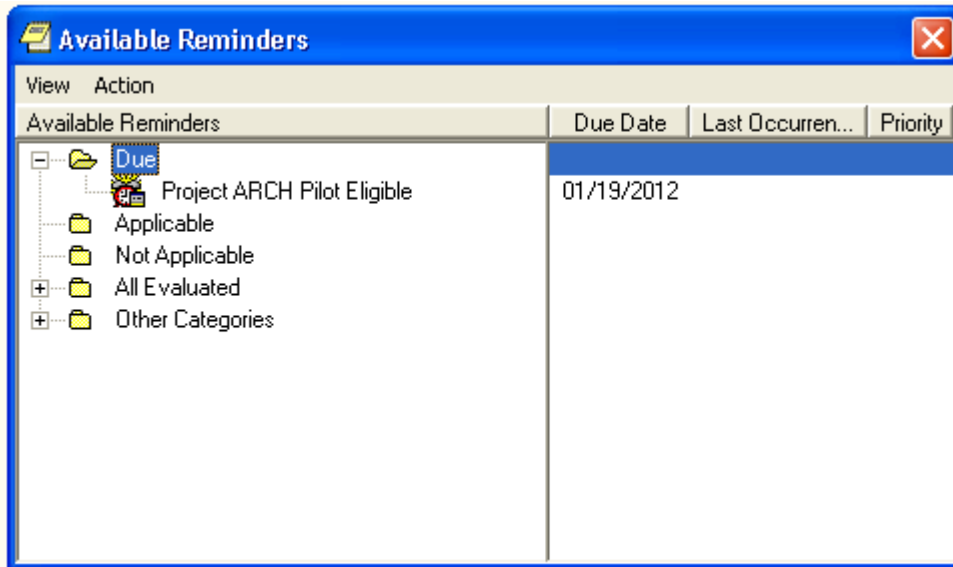 Available Reminders
View Action
Available Reminders Due Date Last Occurren... Priority
Due
Project ARCH Pilot Eligible 01/19/2012
Applicable
Not Applicable
All Evaluated
Other Categories